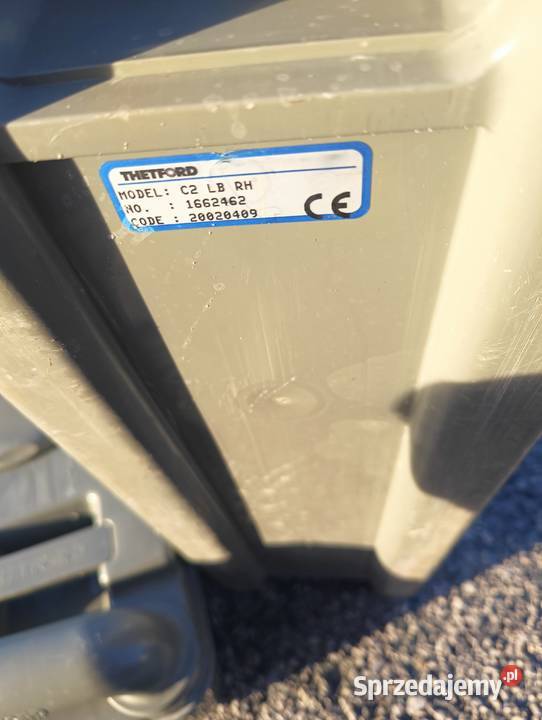 THETFORD
MODEL: C2 LB RH
NO. : 1662462
CODE : 20020409
CE
Sprzedajemy.pl